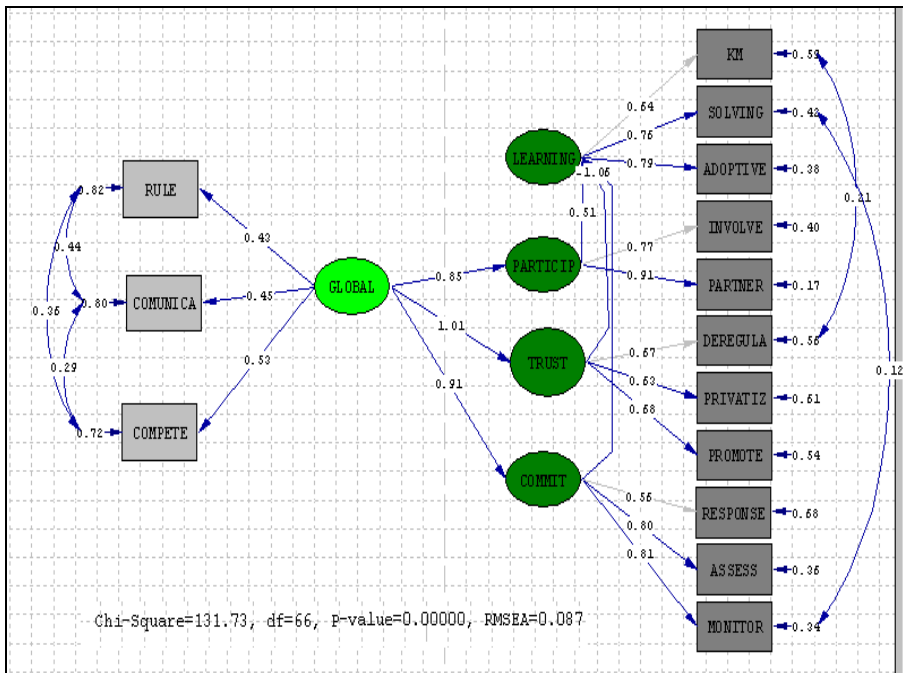 KM
0.59
0.64
SOLVING
0.43
0.75
LEARNING
-1.06
0.79
ADOPTIVE
0.38
0.82
RULE
0.21
0.51
INVOLVE
0.40
0.43
0.77
0.44
PARTICIP
0.85
0.91
PARTNER
0.17
GLOBAL
0.80
COMUNICA
0.45
0.36
1.01
DEREGULA
0.55
0.67
TRUST
0.29
0.53
0.91
0.63
PRIVATIZ
0.61
0.12
0.68
0.72
COMPETE
PROMOTE
0.54
COMMIT
0.56
RESPONSE
0.68
0.80
0.81
ASSESS
0.36
Chi-Square=131.73, df=66, P-value=0.00000, RMSEA=0.087
MONITOR
0.34